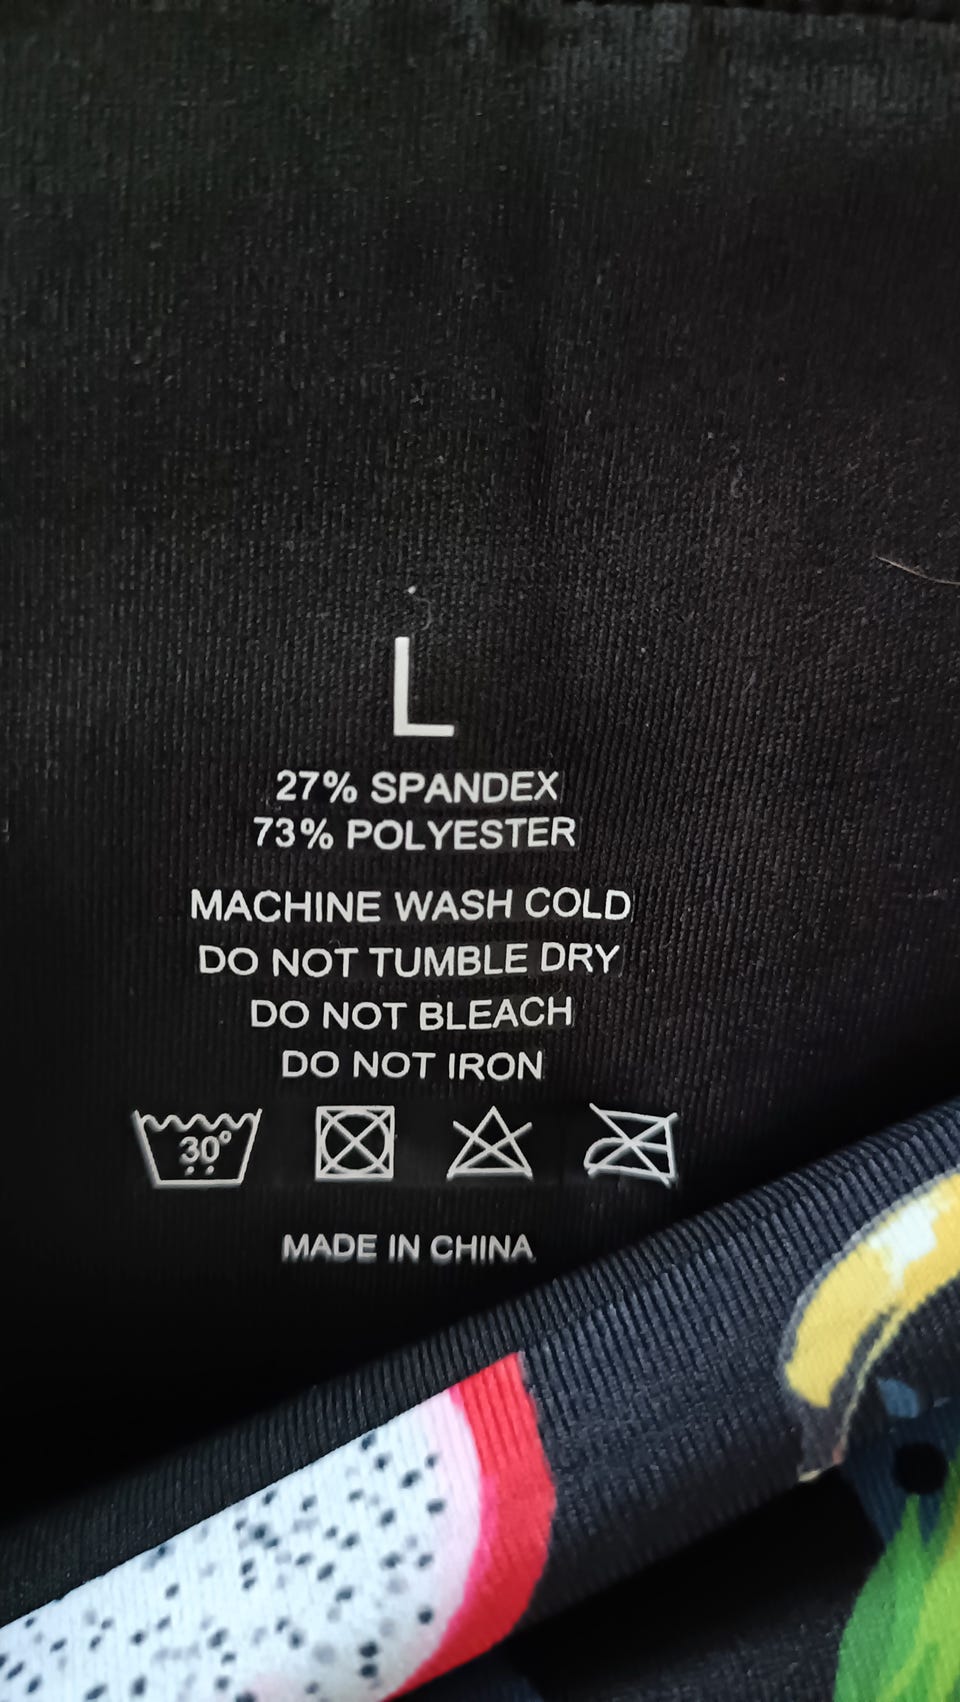 L
27% SPANDEX
73% POLYESTER
MACHINE WASH COLD
DO NOT TUMBLE DRY
DO NOT BLEACH
DO NOT IRON
30°
MADE IN CHINA